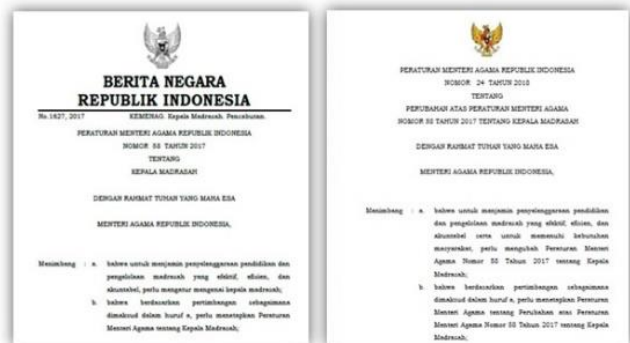 BERITA NEGARA
REPUBLIK INDONESIA
No.1627, 2017 KEMENAG. Kepala Madrasah. Pencabutan.
PERATURAN MENTERI AGAMA REPUBLIK INDONESIA
NOMOR 58 TAHUN 2017
TENTANG
KEPALA MADRASAH
DENGAN RAHMAT TUHAN YANG MAHA ESA
MENTERI AGAMA REPUBLIK INDONESIA,
Menimbang : a. bahwa untuk menjamin penyelenggaraan pendidikan
dan pengelolaan madrasah yang efektif, efisien, dan
akuntabel, perlu mengatur mengenai kepala madrasah;
b. bahwa berdasarkan pertimbangan sebagaimana
dimaksud dalam huruf a, perlu menetapkan Peraturan
Menteri Agama tentang Kepala Madrasah;
PERATURAN MENTERI AGAMA REPUBLIK INDONESIA
NOMOR 24 TAHUN 2018
TENTANG
PERUBAHAN ATAS PERATURAN MENTERI AGAMA
NOMOR 58 TAHUN 2017 TENTANG KEPALA MADRASAH
DENGAN RAHMAT TUHAN YANG MAHA ESA
MENTERI AGAMA REPUBLIK INDONESIA,
Menimbang : a. bahwa untuk menjamin penyelenggaraan pendidikan
dan pengelolaan madrasah yang efektif, efisien, dan
akuntabel serta untuk memenuhi kebutuhan
masyarakat, perlu mengubah Peraturan Menteri
Agama Nomor 58 Tahun 2017 tentang Kepala
Madrasah;
b. bahwa berdasarkan pertimbangan sebagaimana
dimaksud dalam huruf a, perlu menetapkan Peraturan
Menteri Agama tentang Perubahan atas Peraturan
Menteri Agama Nomor 58 Tahun 2017 tentang Kepala
Madrasah;